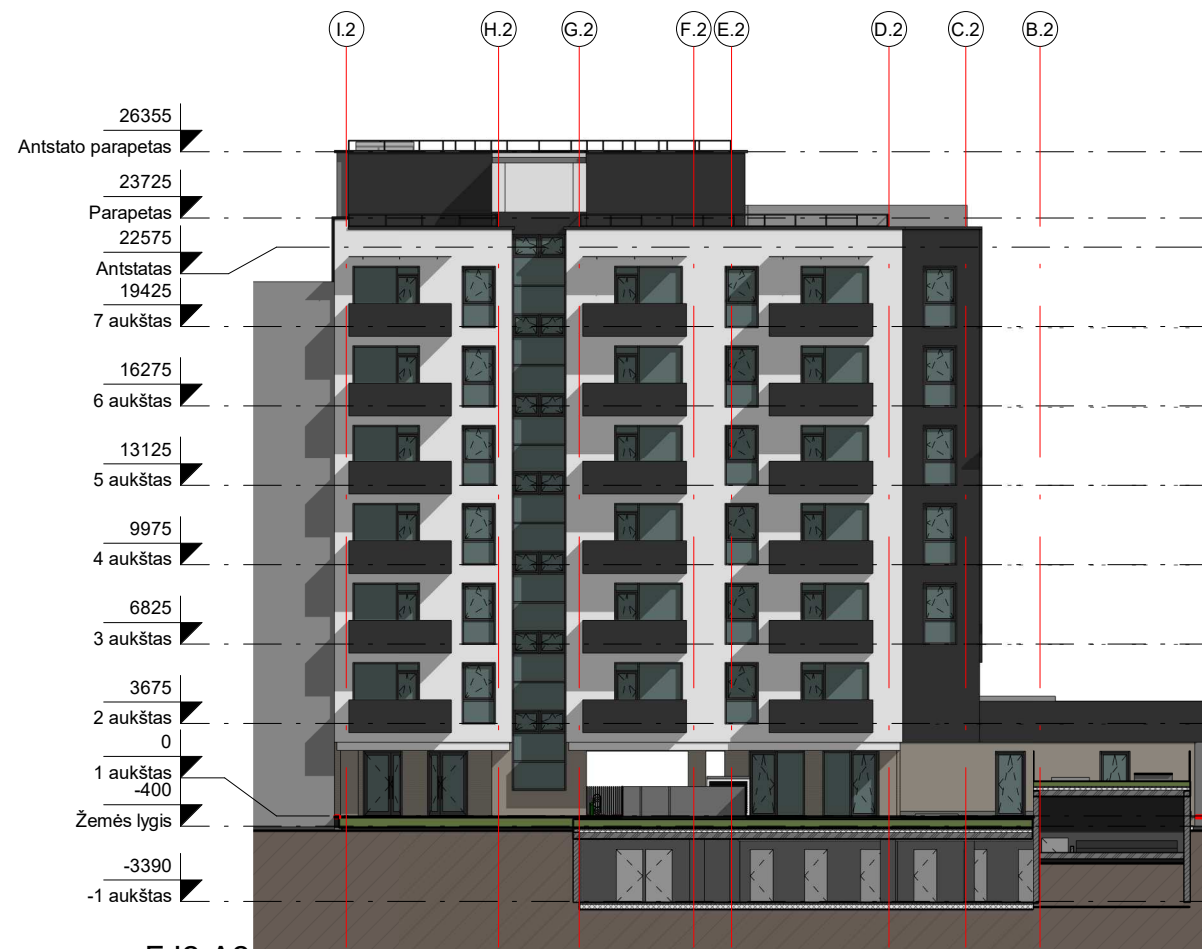 I.2 H.2 G.2 F.2 E.2 D.2 C.2 B.2
26355
Antstato parapetas
23725
Parapetas
22575
Antstatas
19425
7 aukštas
16275
6 aukštas
13125
5 aukštas
9975
4 aukštas
6825
3 aukštas
3675
2 aukštas
0
1 aukštas
-400
Žemės lygis
-3390
-1 aukštas